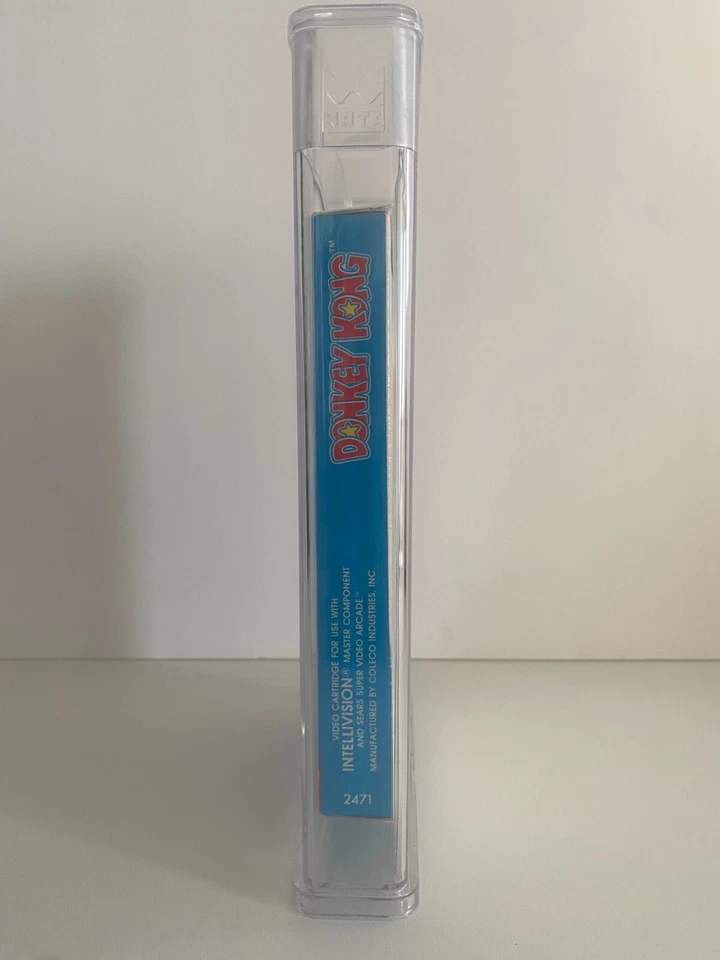 WATA
DONKEY KONG™
VIDEO CARTRIDGE FOR USE WITH
INTELLIVISION® MASTER COMPONENT
AND SEARS SUPER VIDEO ARCADE™
MANUFACTURED BY COLECO INDUSTRIES, INC.
2471